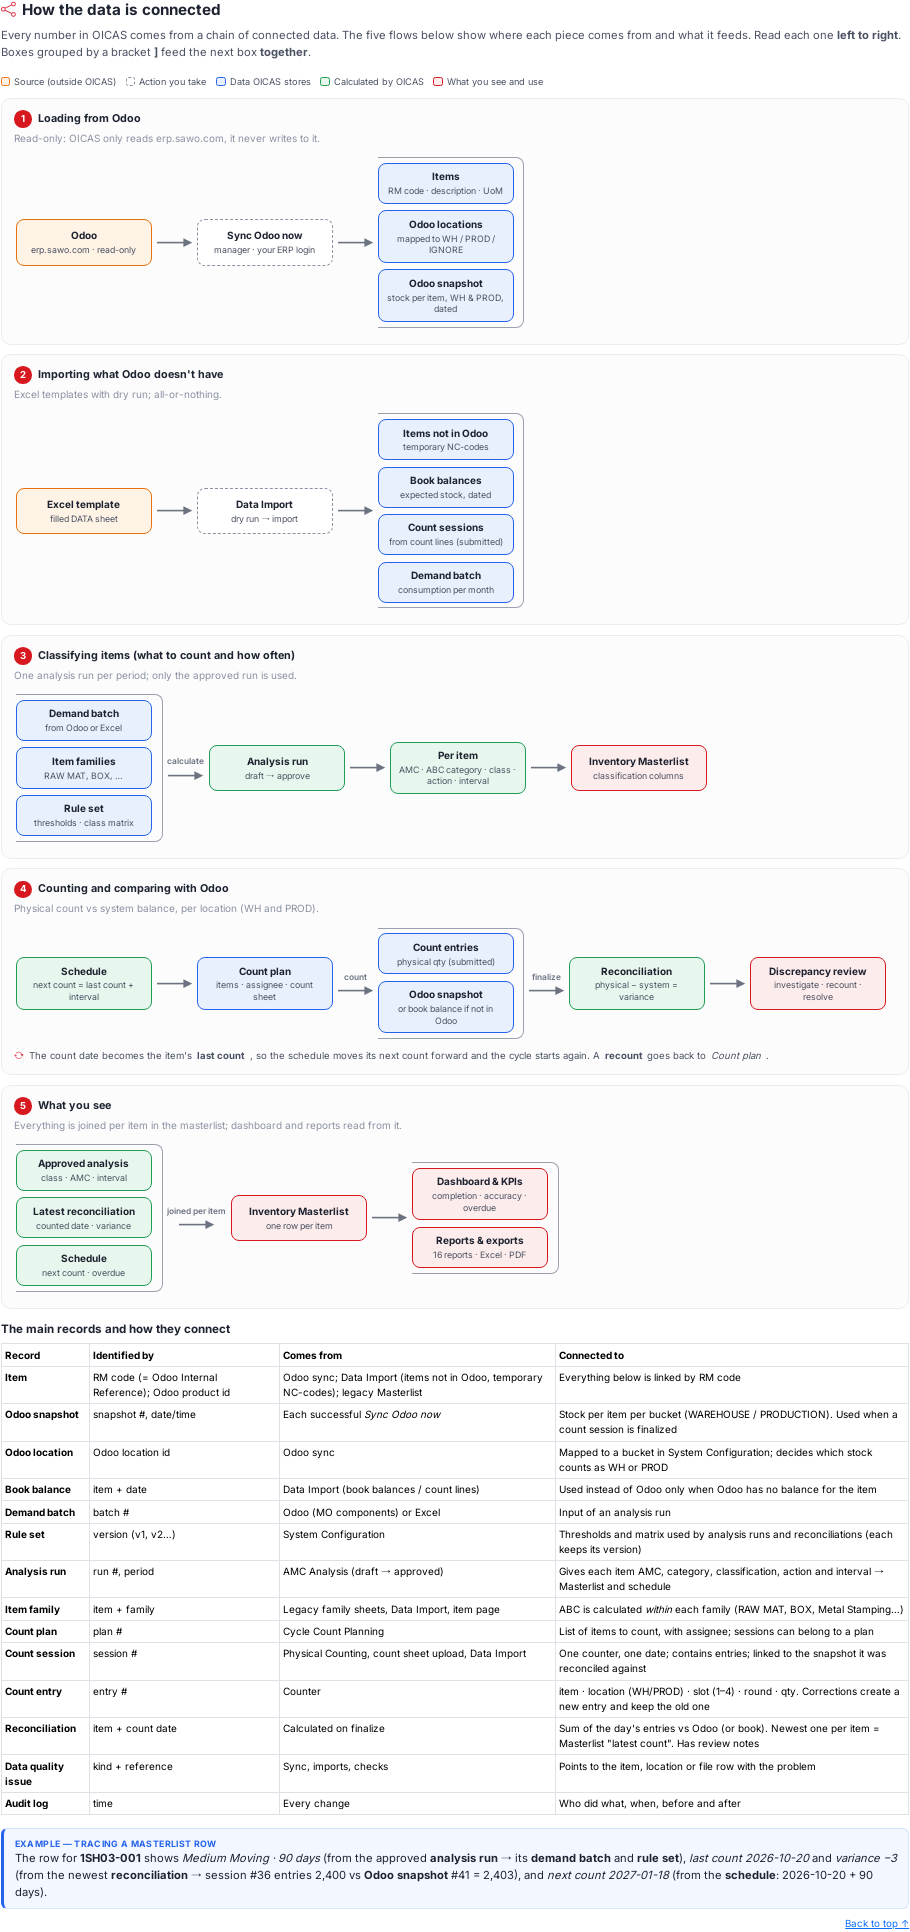 How the data is connected
Every number in OICAS comes from a chain of connected data. The five flows below show where each piece comes from and what it feeds. Read each one left to right.
Boxes grouped by a bracket ] feed the next box together.
Source (outside OICAS) Action you take Data OICAS stores Calculated by OICAS What you see and use
1 Loading from Odoo
Read-only: OICAS only reads erp.sawo.com, it never writes to it.
Odoo
erp.sawo.com · read-only
Sync Odoo now
manager · your ERP login
Items
RM code · description · UoM
Odoo locations
mapped to WH / PROD /
IGNORE
Odoo snapshot
stock per item, WH & PROD,
dated
2 Importing what Odoo doesn't have
Excel templates with dry run; all-or-nothing.
Excel template
filled DATA sheet
Data Import
dry run → import
Items not in Odoo
temporary NC-codes
Book balances
expected stock, dated
Count sessions
from count lines (submitted)
Demand batch
consumption per month
3 Classifying items (what to count and how often)
One analysis run per period; only the approved run is used.
Demand batch
from Odoo or Excel
Item families
RAW MAT, BOX, …
Rule set
thresholds · class matrix
calculate
Analysis run
draft → approve
Per item
AMC · ABC category · class ·
action · interval
Inventory Masterlist
classification columns
4 Counting and comparing with Odoo
Physical count vs system balance, per location (WH and PROD).
Schedule
next count = last count +
interval
Count plan
items · assignee · count
sheet
count
Count entries
physical qty (submitted)
Odoo snapshot
or book balance if not in
Odoo
finalize
Reconciliation
physical − system =
variance
Discrepancy review
investigate · recount ·
resolve
The count date becomes the item's last count , so the schedule moves its next count forward and the cycle starts again. A recount goes back to Count plan .
5 What you see
Everything is joined per item in the masterlist; dashboard and reports read from it.
Approved analysis
class · AMC · interval
Latest reconciliation
counted date · variance
Schedule
next count · overdue
joined per item
Inventory Masterlist
one row per item
Dashboard & KPIs
completion · accuracy ·
overdue
Reports & exports
16 reports · Excel · PDF
The main records and how they connect
Record Identified by Comes from Connected to
Item RM code (= Odoo Internal Reference); Odoo product id Odoo sync; Data Import (items not in Odoo, temporary NC-codes); legacy Masterlist Everything below is linked by RM code
Odoo snapshot snapshot #, date/time Each successful Sync Odoo now Stock per item per bucket (WAREHOUSE / PRODUCTION). Used when a count session is finalized
Odoo location Odoo location id Odoo sync Mapped to a bucket in System Configuration; decides which stock counts as WH or PROD
Book balance item + date Data Import (book balances / count lines) Used instead of Odoo only when Odoo has no balance for the item
Demand batch batch # Odoo (MO components) or Excel Input of an analysis run
Rule set version (v1, v2…) System Configuration Thresholds and matrix used by analysis runs and reconciliations (each keeps its version)
Analysis run run #, period AMC Analysis (draft → approved) Gives each item AMC, category, classification, action and interval → Masterlist and schedule
Item family item + family Legacy family sheets, Data Import, item page ABC is calculated within each family (RAW MAT, BOX, Metal Stamping…)
Count plan plan # Cycle Count Planning List of items to count, with assignee; sessions can belong to a plan
Count session session # Physical Counting, count sheet upload, Data Import One counter, one date; contains entries; linked to the snapshot it was reconciled against
Count entry entry # Counter item · location (WH/PROD) · slot (1–4) · round · qty. Corrections create a new entry and keep the old one
Reconciliation item + count date Calculated on finalize Sum of the day's entries vs Odoo (or book). Newest one per item = Masterlist "latest count". Has review notes
Data quality issue kind + reference Sync, imports, checks Points to the item, location or file row with the problem
Audit log time Every change Who did what, when, before and after
EXAMPLE — TRACING A MASTERLIST ROW
The row for 1SH03-001 shows Medium Moving · 90 days (from the approved analysis run → its demand batch and rule set), last count 2026-10-20 and variance −3
(from the newest reconciliation → session #36 entries 2,400 vs Odoo snapshot #41 = 2,403), and next count 2027-01-18 (from the schedule: 2026-10-20 + 90
days).
Back to top ↑